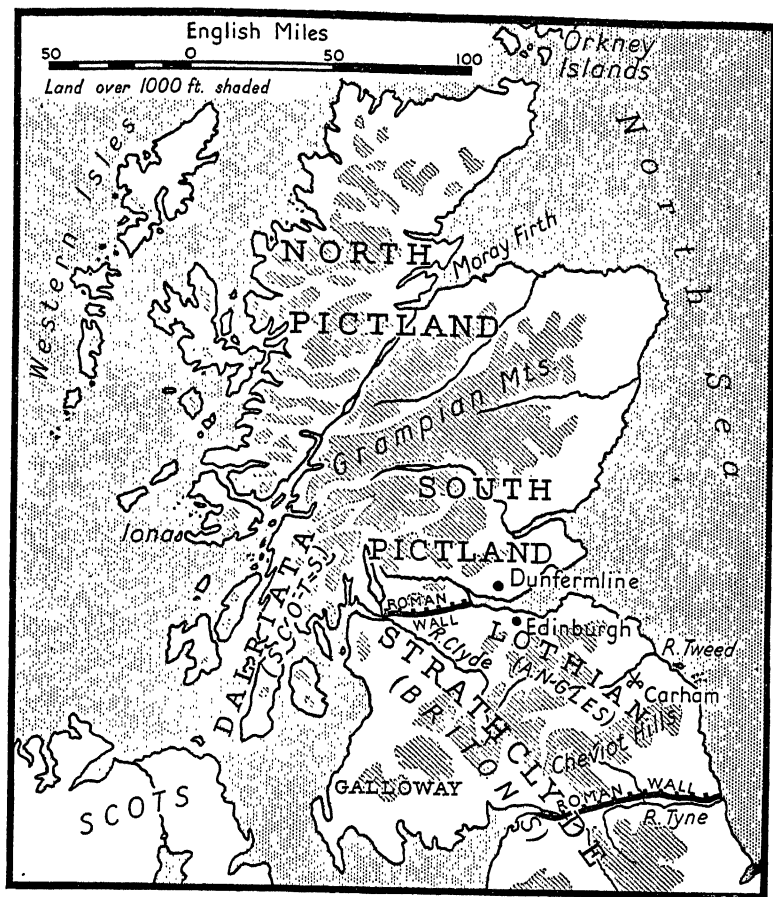 English Miles
50 0 50 100
Land over 1000 ft. shaded
Orkney
Islands
Western Isles
North Sea
NORTH
Moray Firth
PICTLAND
Grampian Mts.
SOUTH
Iona
PICTLAND
Dunfermline
DALRIATA
(SCOTS)
ROMAN
WALL
R. Clyde
Edinburgh
LOTHIAN
(ANGLES)
R. Tweed
Carham
STRATHCLYDE
(BRITONS)
Cheviot Hills
GALLOWAY
SCOTS
ROMAN WALL
R. Tyne